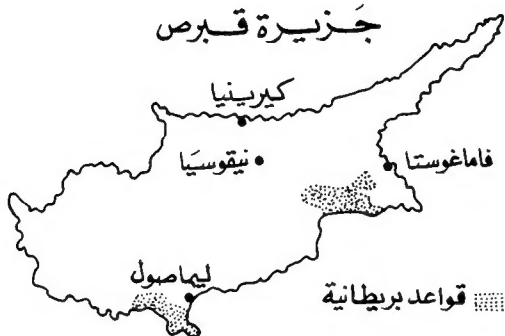 جَزيرة قبرص
كيرينيا
نيقوسيَا
فاماغوستا
ليماصول
قواعد بريطانية